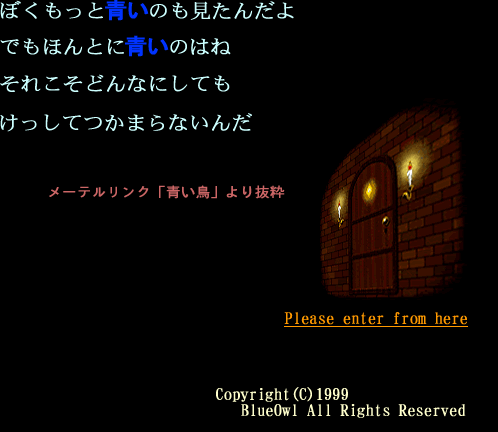 ぼくもっと青いのも見たんだよ
でもほんとに青いのはね
それこそどんなにしても
けっしてつかまらないんだ
メーテルリンク「青い鳥」より抜粋
Please enter from here
Copyright(C)1999
BlueOwl All Rights Reserved